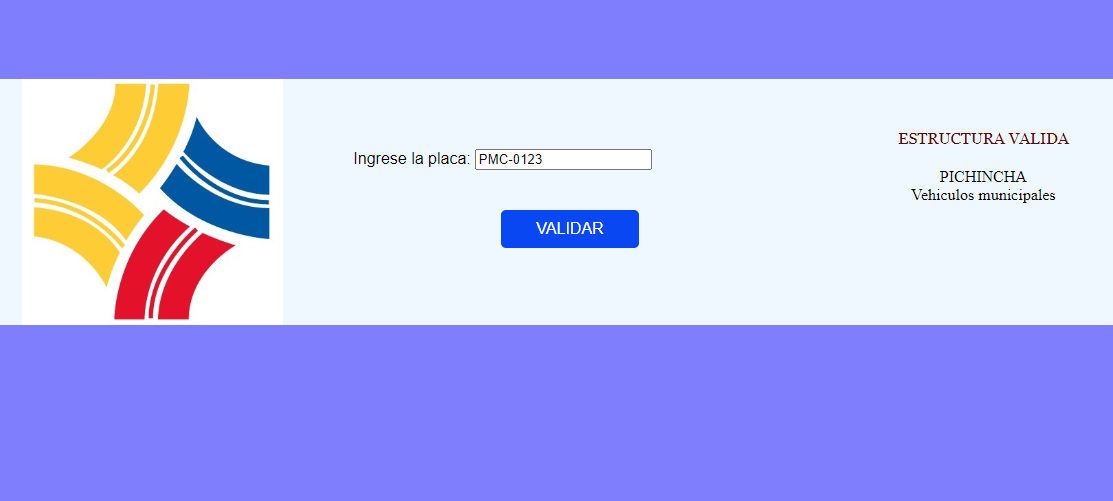 Ingrese la placa: PMC-0123
VALIDAR
ESTRUCTURA VALIDA
PICHINCHA
Vehiculos municipales